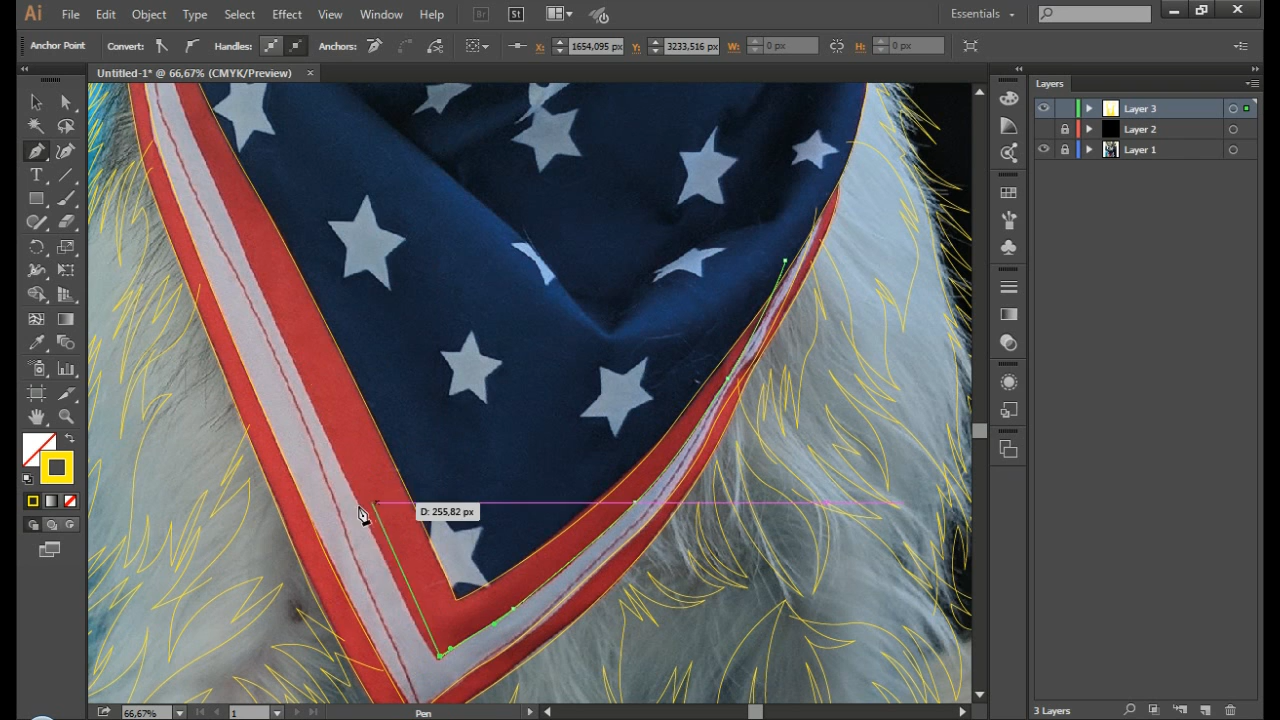 Ai File Edit Object Type Select Effect View Window Help Br St Essentials
Anchor Point Convert: Handles: Anchors: X: 1654,095 px Y: 3233,516 px W: 0 px H: 0 px
Untitled-1* @ 66,67% (CMYK/Preview) ×
Layers
Layer 3
Layer 2
Layer 1
D: 255,82 px
66,67% 1 Pen 3 Layers